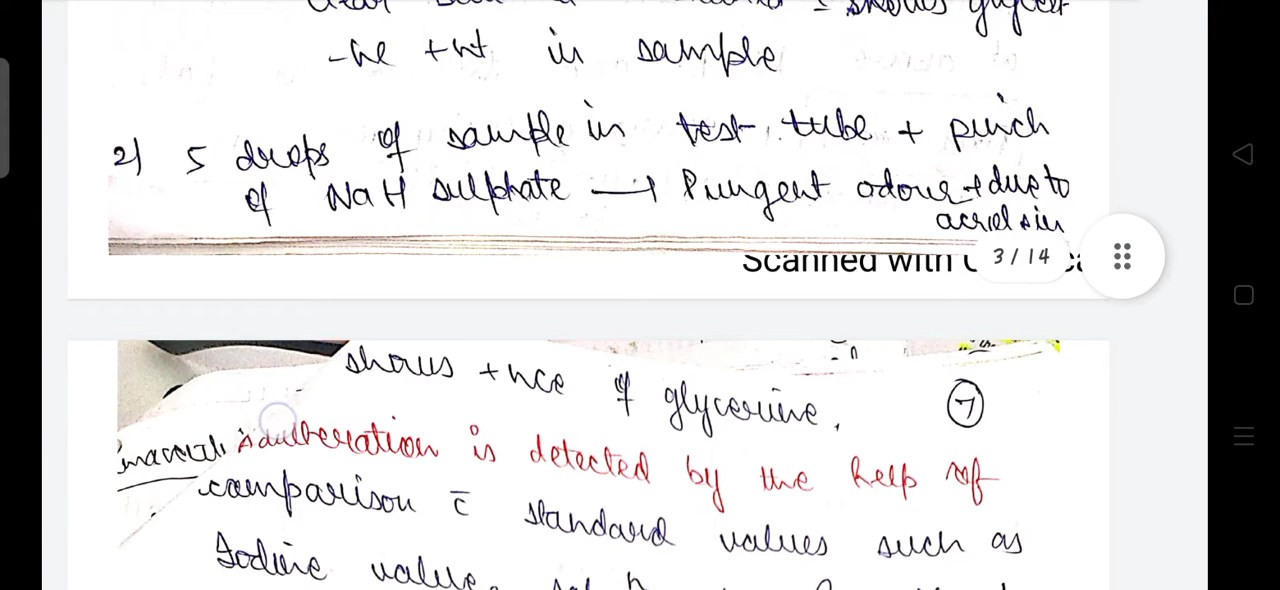 -ve +nt in sample
2) 5 drops of sample in test tube + pinch
of NaH sulphate → Pungent odour + due to
acrolein
Scanned with
3 / 14
shows +nce of glycerine. 7
Adulteration is detected by the help of
comparison c̄ standard values such as
Iodine value.